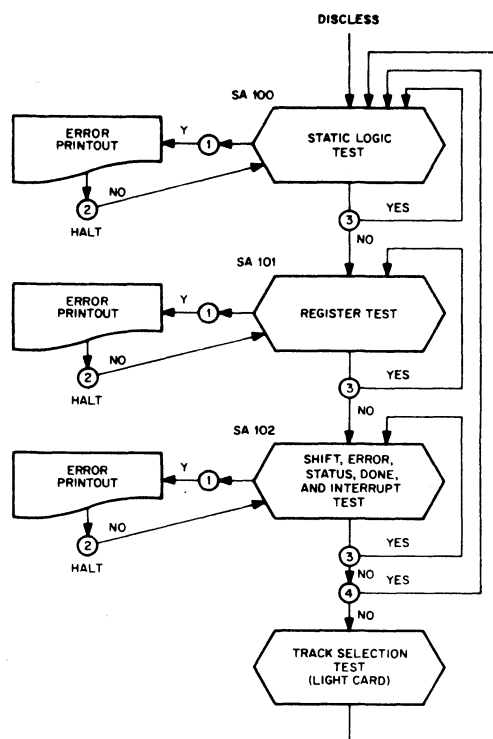 DISCLESS
SA 100
ERROR
PRINTOUT
Y
1
STATIC LOGIC
TEST
NO
2
HALT
3
YES
NO
SA 101
ERROR
PRINTOUT
Y
1
REGISTER TEST
NO
2
HALT
3
YES
NO
SA 102
ERROR
PRINTOUT
Y
1
SHIFT, ERROR,
STATUS, DONE,
AND INTERRUPT
TEST
NO
2
HALT
3
YES
NO
YES
4
NO
TRACK SELECTION
TEST
(LIGHT CARD)